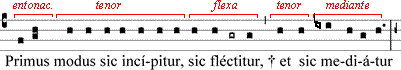 entonac. tenor flexa tenor mediante
Primus modus sic incí-pitur, sic fléctitur, † et sic me-di-á-tur